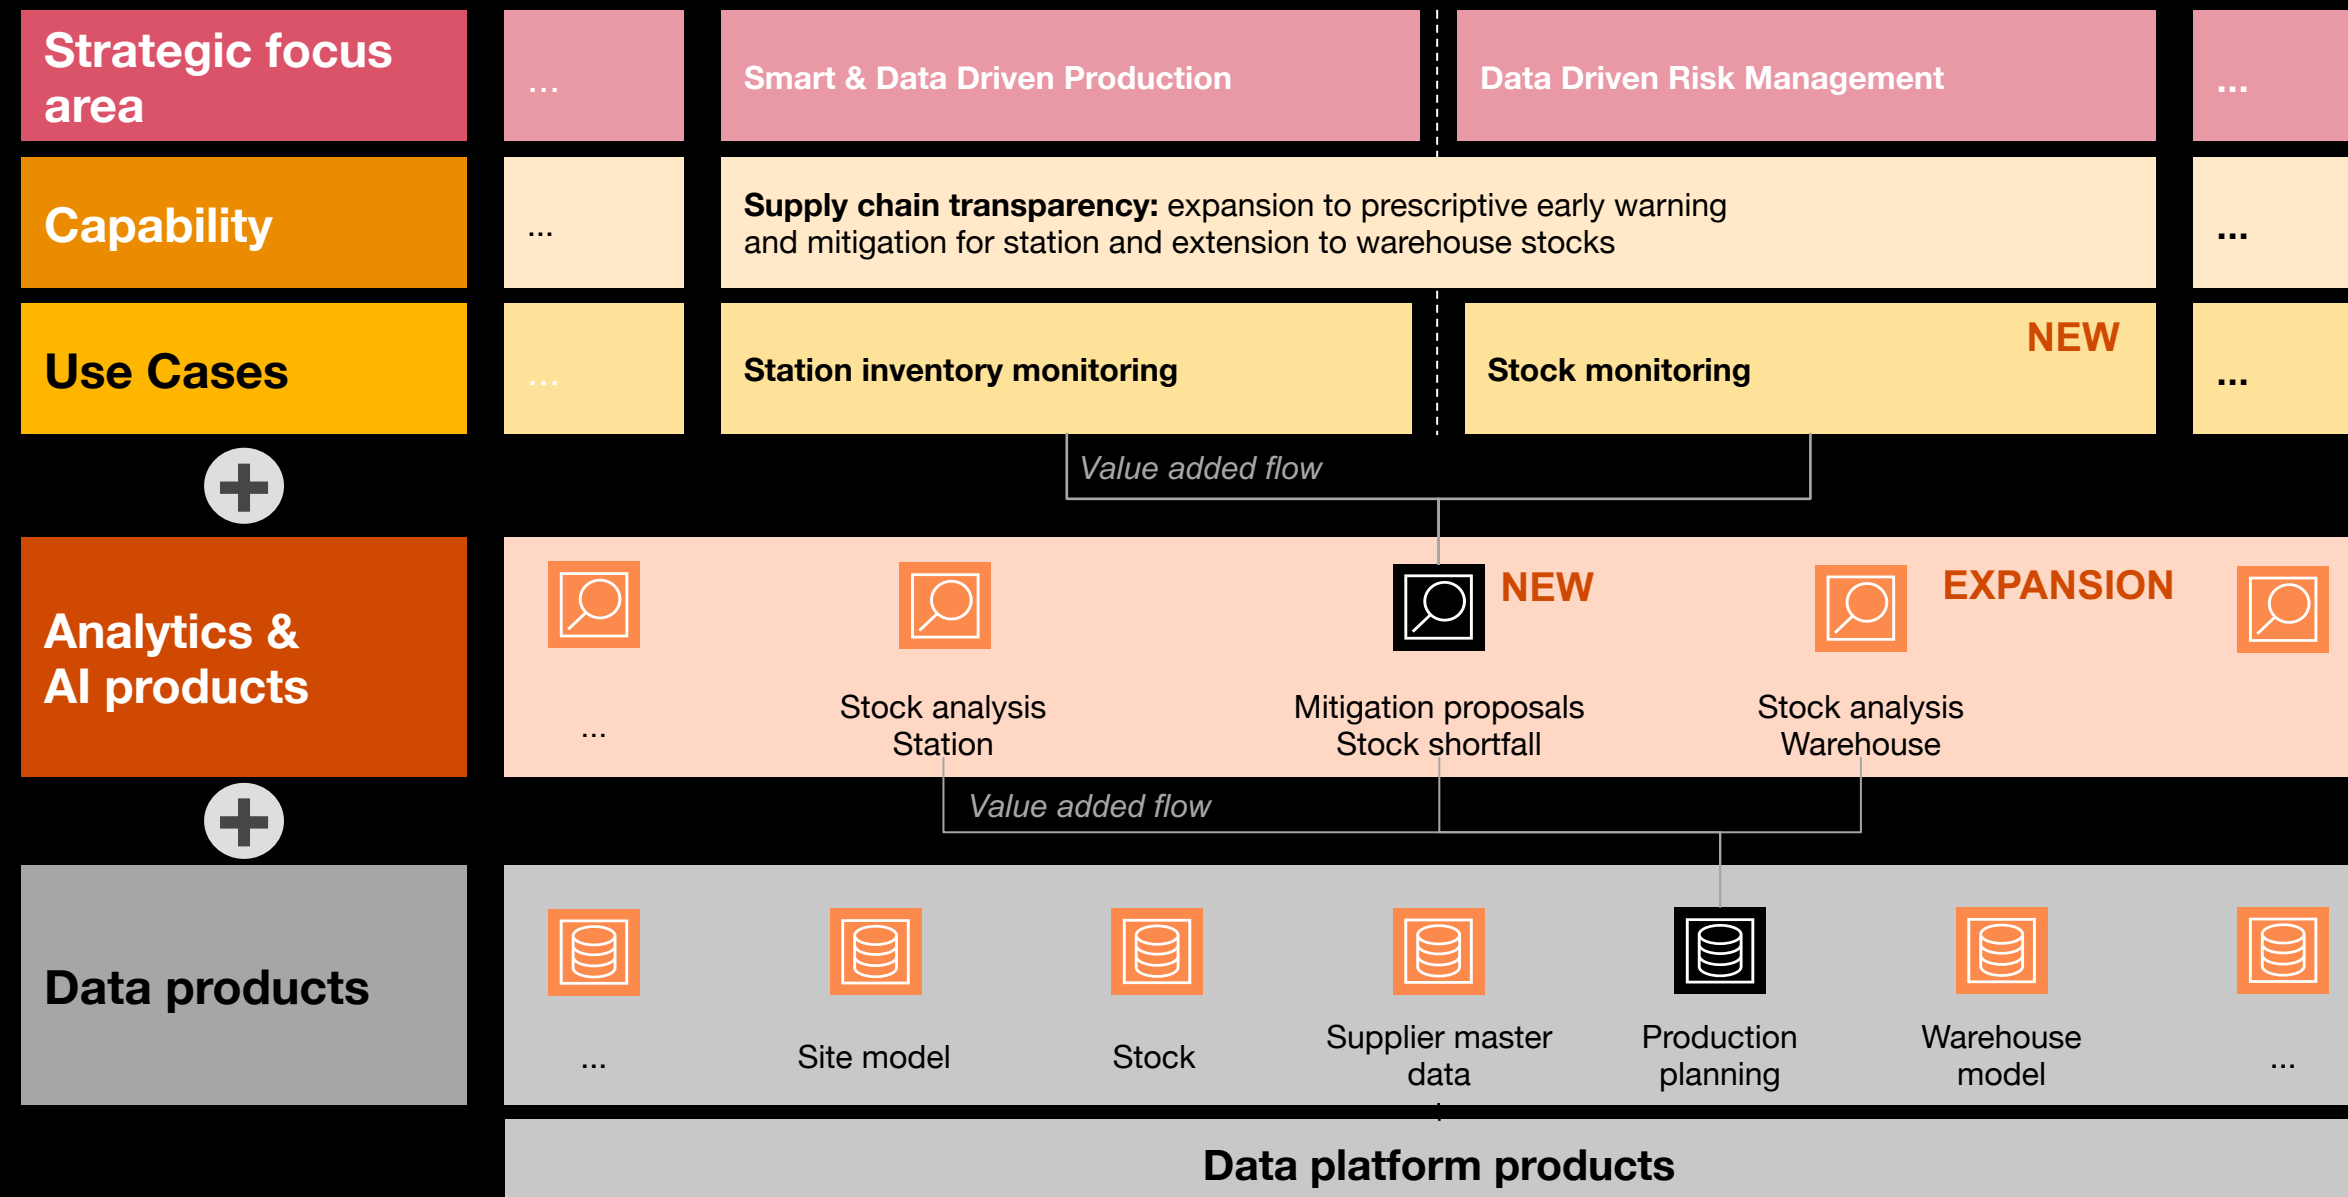 Strategic focus
area
...
Smart & Data Driven Production
Data Driven Risk Management
...
Capability
...
Supply chain transparency: expansion to prescriptive early warning
and mitigation for station and extension to warehouse stocks
...
Use Cases
...
Station inventory monitoring
Stock monitoring
NEW
...
Value added flow
Analytics &
AI products
...
Stock analysis
Station
NEW
Mitigation proposals
Stock shortfall
EXPANSION
Stock analysis
Warehouse
Value added flow
Data products
...
Site model
Stock
Supplier master
data
Production
planning
Warehouse
model
...
Data platform products